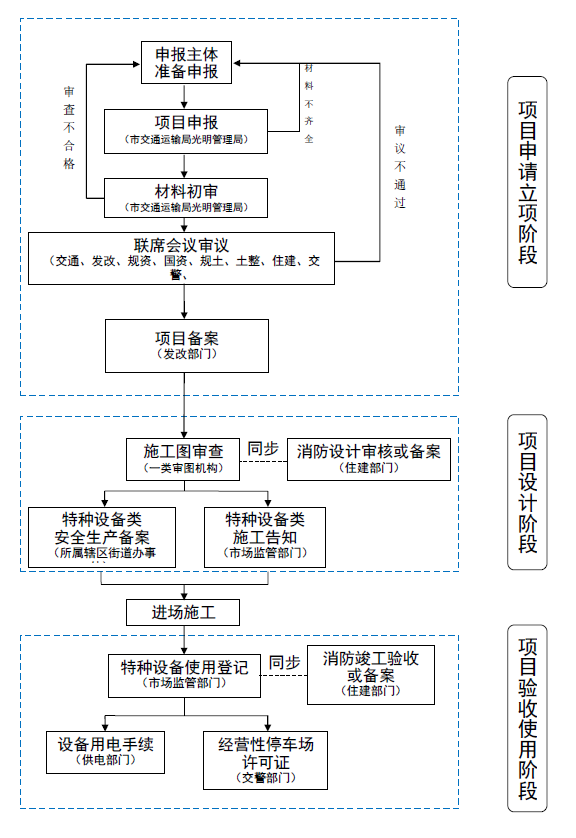 申报主体
准备申报
审查不合格
材料不齐全
项目申报
(市交通运输局光明管理局)
审议不通过
材料初审
(市交通运输局光明管理局)
联席会议审议
(交通、发改、规资、国资、规土、土整、住建、交
警、
项目备案
(发改部门)
项目申请立项阶段
施工图审查
(一类审图机构)
同步
消防设计审核或备案
(住建部门)
特种设备类
安全生产备案
(所属辖区街道办事
特种设备类
施工告知
(市场监管部门)
项目设计阶段
进场施工
特种设备使用登记
(市场监管部门)
同步
消防竣工验收
或备案
(住建部门)
设备用电手续
(供电部门)
经营性停车场
许可证
(交警部门)
项目验收使用阶段